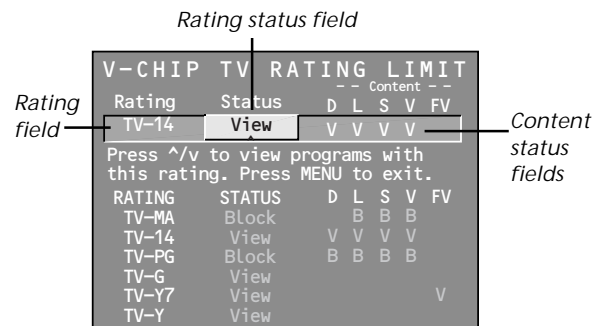 Rating status field
V-CHIP TV RATING LIMIT
-- Content --
Rating Status D L S V FV
Rating field
TV-14 View V V V V
Content status fields
Press ^/v to view programs with
this rating. Press MENU to exit.
RATING STATUS D L S V FV
TV-MA Block B B B
TV-14 View V V V V
TV-PG Block B B B B
TV-G View
TV-Y7 View V
TV-Y View